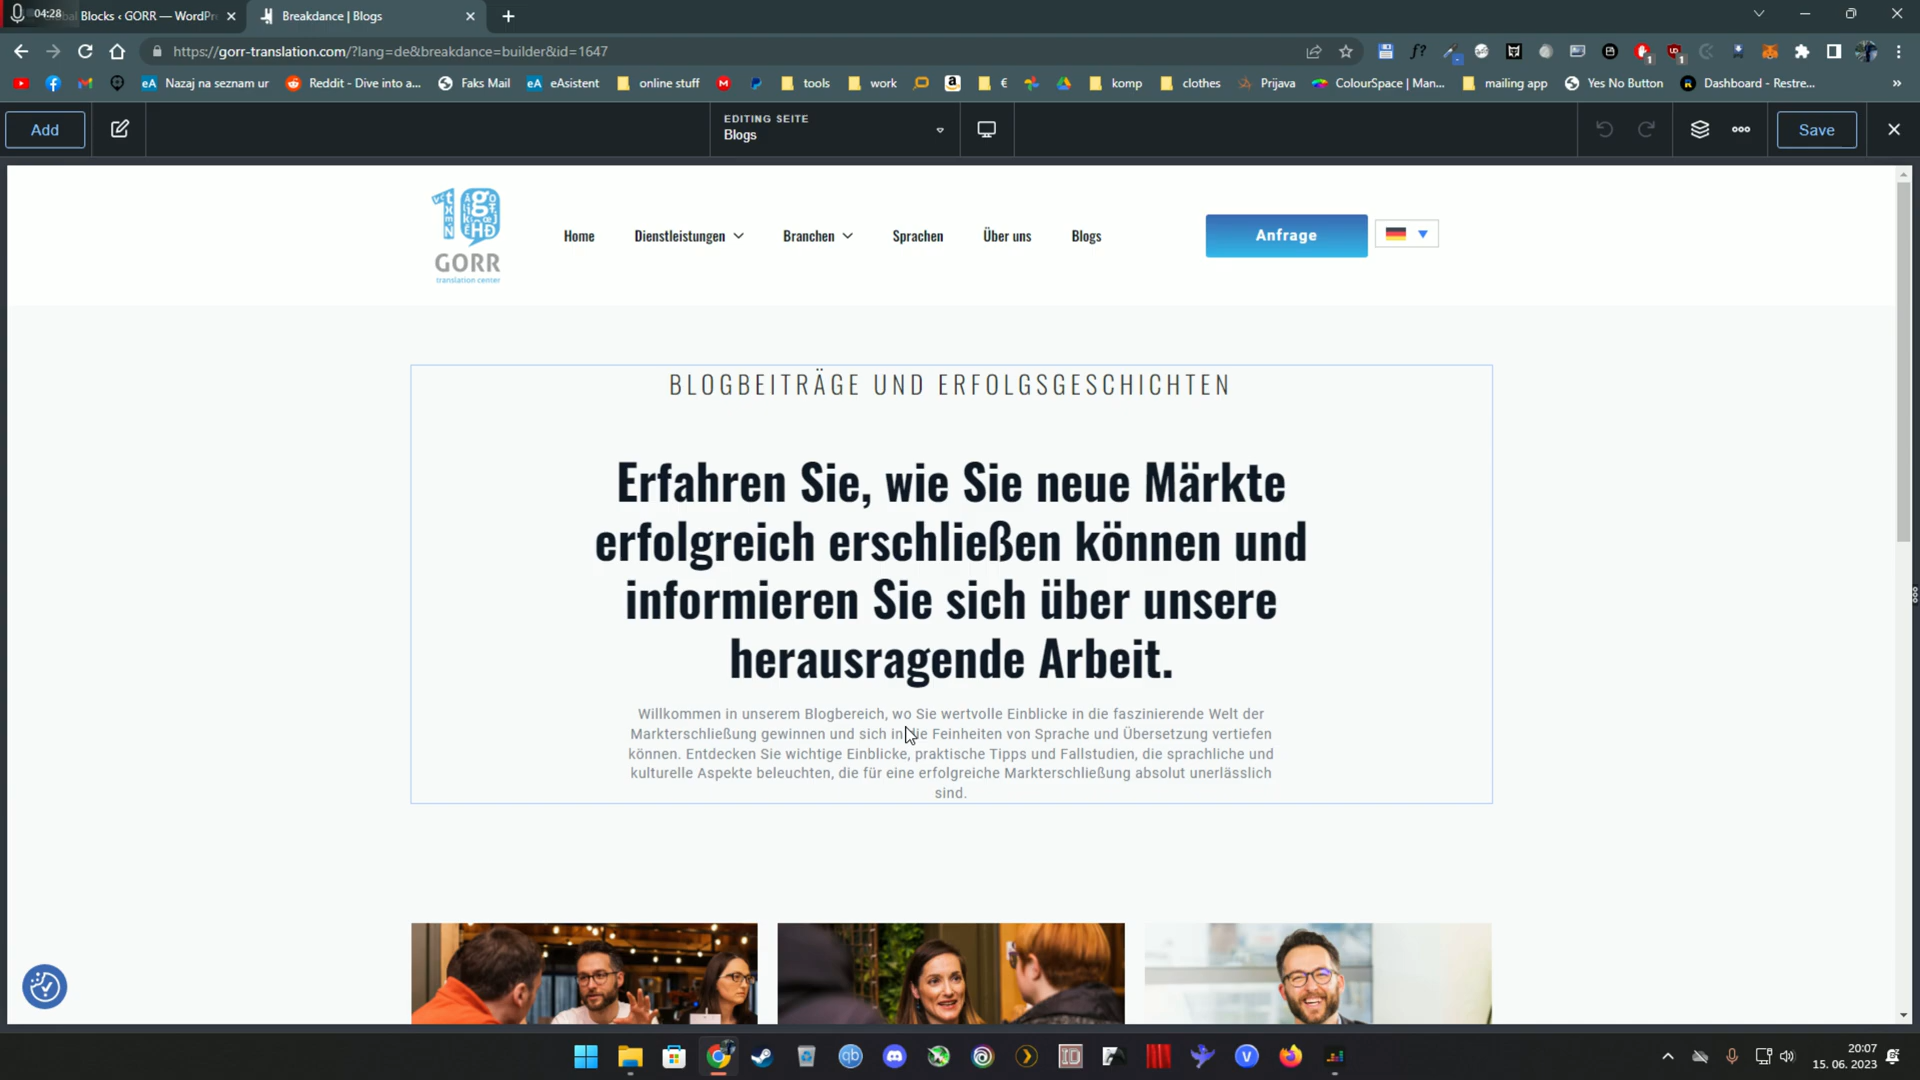 04:28
Blocks ‹ GORR — WordPr
Breakdance | Blogs
https://gorr-translation.com/?lang=de&breakdance=builder&id=1647
Nazaj na seznam ur
Reddit - Dive into a...
Faks Mail
eAsistent
online stuff
tools
work
€
komp
clothes
Prijava
ColourSpace | Man...
mailing app
Yes No Button
Dashboard - Restre...
Add
EDITING SEITE
Blogs
Save
GORR
translation center
Home
Dienstleistungen
Branchen
Sprachen
Über uns
Blogs
Anfrage
BLOGBEITRÄGE UND ERFOLGSGESCHICHTEN
Erfahren Sie, wie Sie neue Märkte
erfolgreich erschließen können und
informieren Sie sich über unsere
herausragende Arbeit.
Willkommen in unserem Blogbereich, wo Sie wertvolle Einblicke in die faszinierende Welt der
Markterschließung gewinnen und sich in die Feinheiten von Sprache und Übersetzung vertiefen
können. Entdecken Sie wichtige Einblicke, praktische Tipps und Fallstudien, die sprachliche und
kulturelle Aspekte beleuchten, die für eine erfolgreiche Markterschließung absolut unerlässlich
sind.
20:07
15. 06. 2023